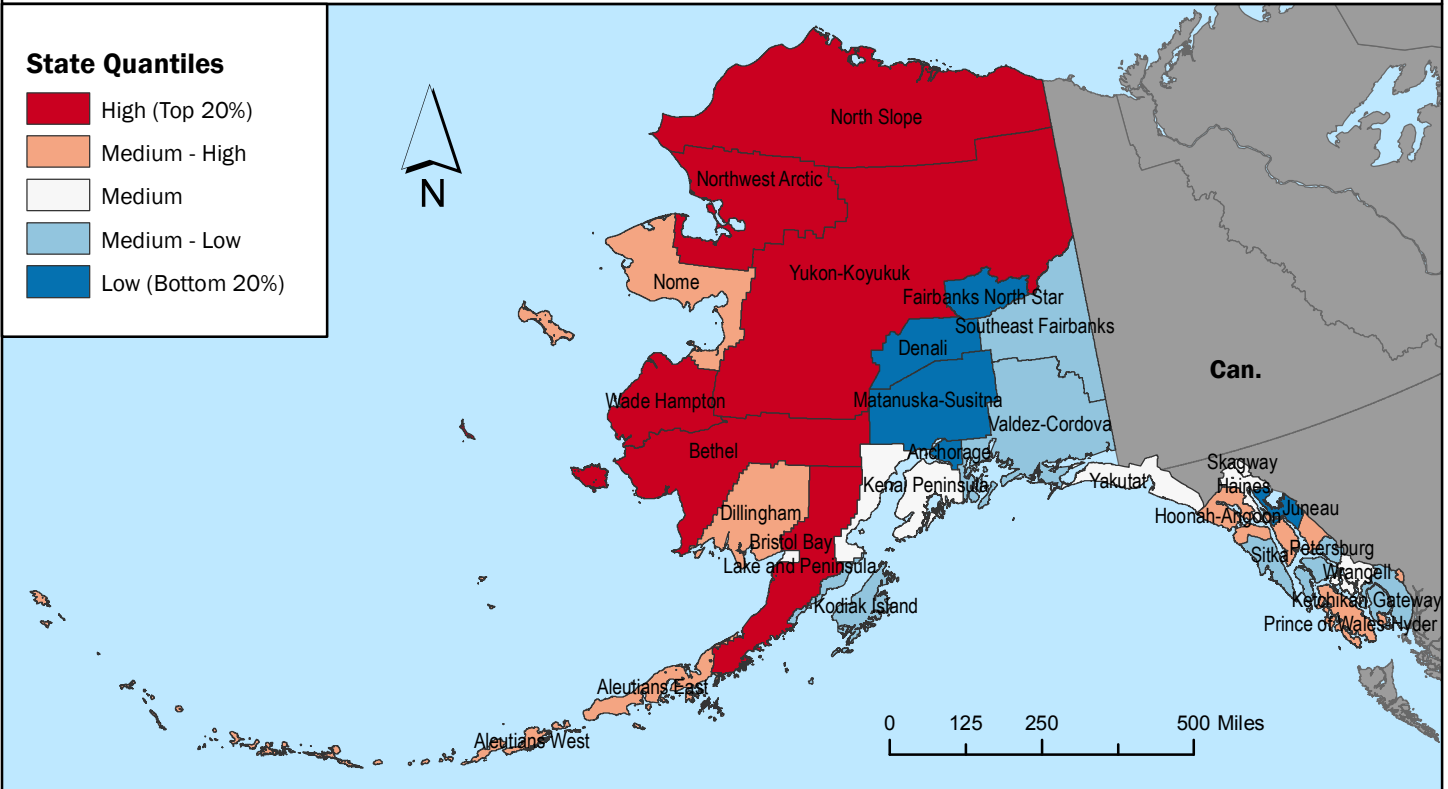 State Quantiles
High (Top 20%)
Medium - High
Medium
Medium - Low
Low (Bottom 20%)
N
North Slope
Northwest Arctic
Yukon-Koyukuk
Nome
Fairbanks North Star
Southeast Fairbanks
Denali
Can.
Wade Hampton
Matanuska-Susitna
Valdez-Cordova
Bethel
Anchorage
Skagway
Kenai Peninsula
Yakutat
Haines
Dillingham
Hoonah-Angoon
Juneau
Bristol Bay
Sitka
Petersburg
Lake and Peninsula
Wrangell
Kodiak Island
Ketchikan Gateway
Prince of Wales-Hyder
Aleutians East
Aleutians West
0 125 250 500 Miles